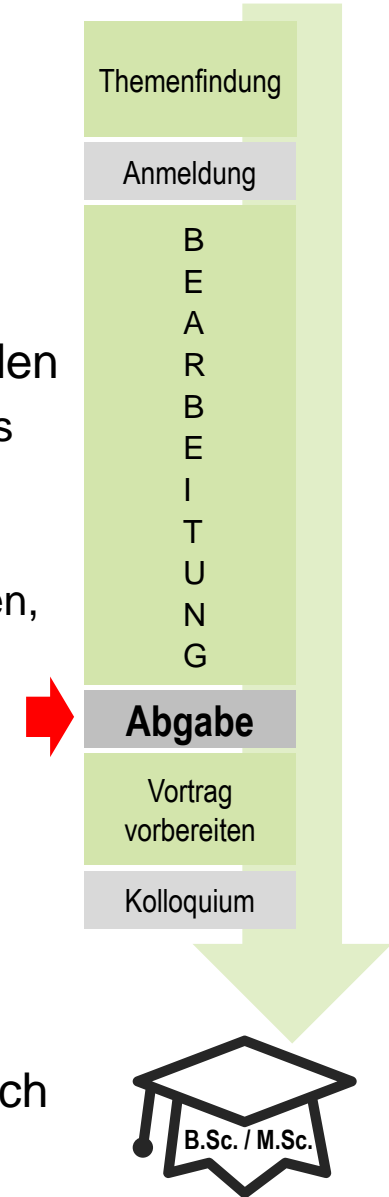 Themenfindung
Anmeldung
B
E
A
R
B
E
I
T
U
N
G
Abgabe
Vortrag
vorbereiten
Kolloquium
B.Sc. / M.Sc.